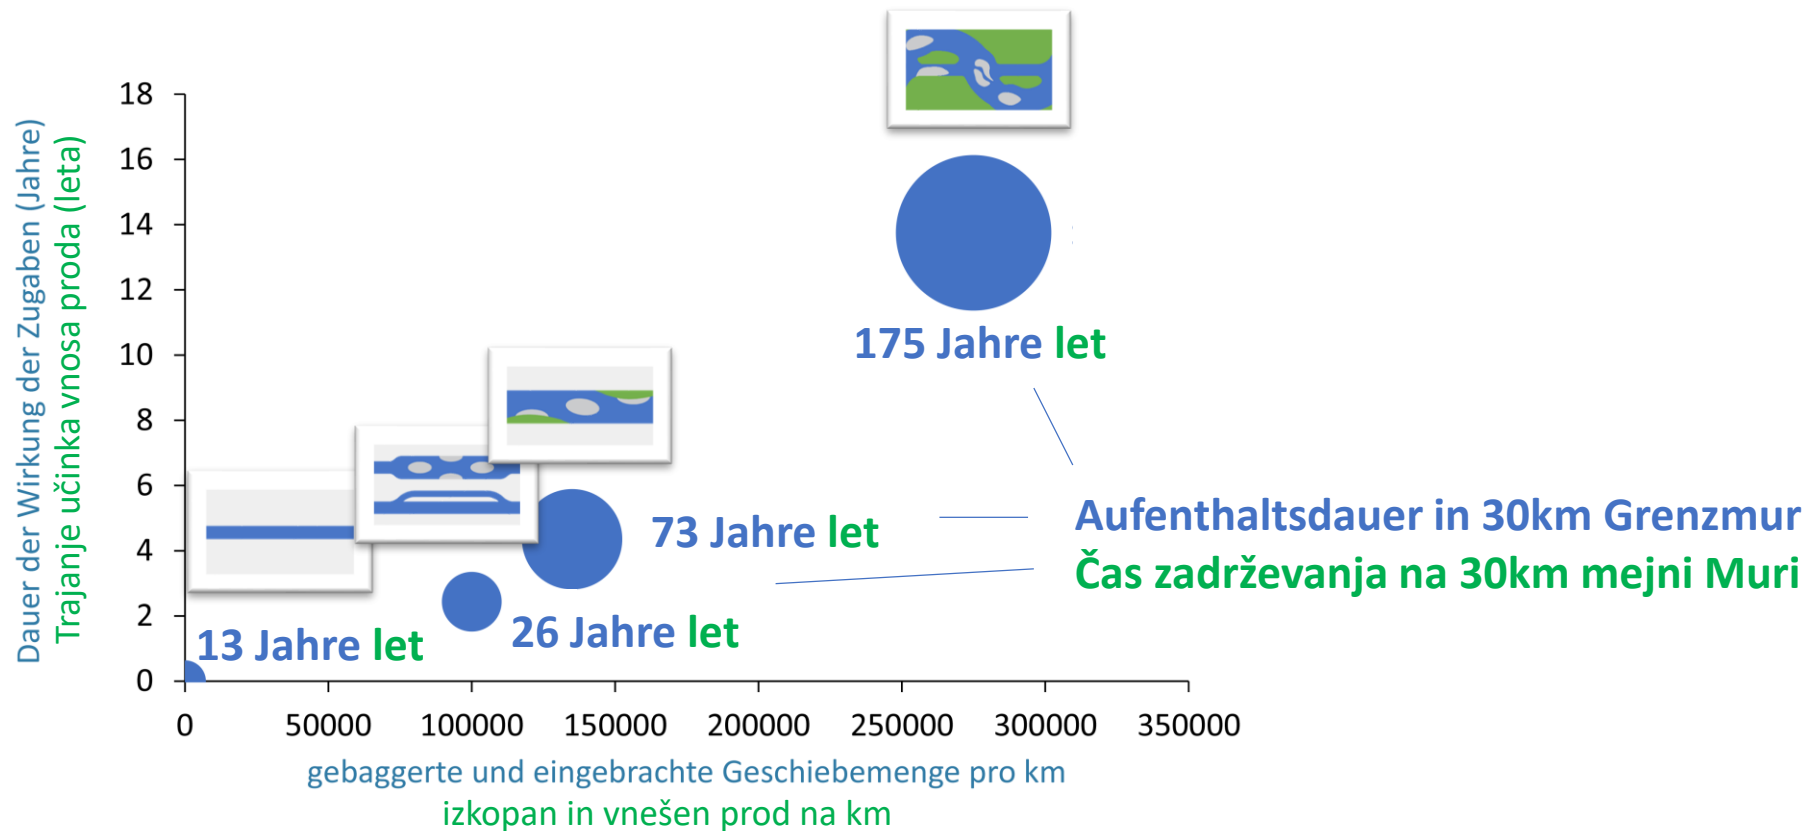 Dauer der Wirkung der Zugaben (Jahre)
Trajanje učinka vnosa proda (leta)
18
16
14
12
10
8
6
4
2
0
175 Jahre let
73 Jahre let
26 Jahre let
13 Jahre let
Aufenthaltsdauer in 30km Grenzmur
Čas zadrževanja na 30km mejni Muri
0 50000 100000 150000 200000 250000 300000 350000
gebaggerte und eingebrachte Geschiebemenge pro km
izkopan in vnešen prod na km